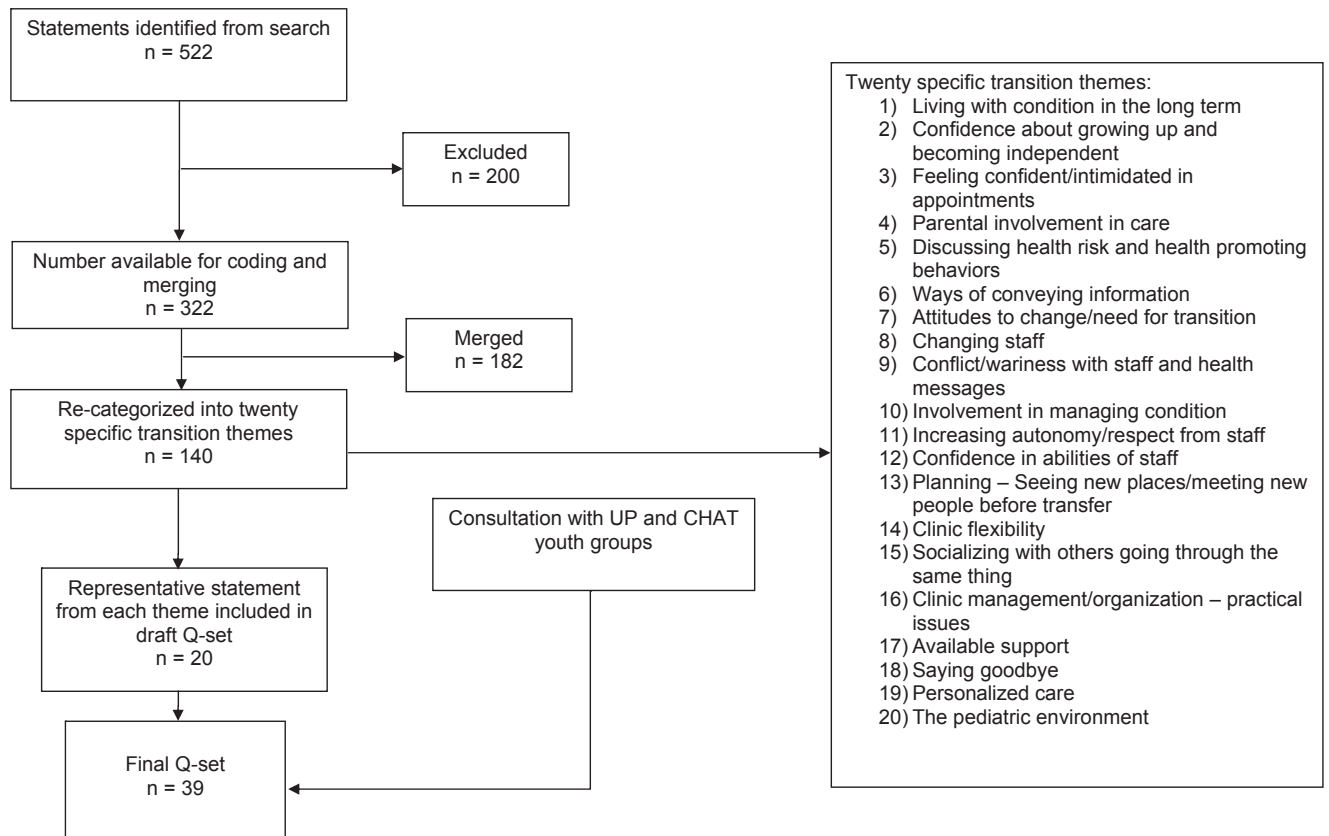 Statements identified from search
n = 522
Excluded
n = 200
Number available for coding and
merging
n = 322
Merged
n = 182
Re-categorized into twenty
specific transition themes
n = 140
Consultation with UP and CHAT
youth groups
Representative statement
from each theme included in
draft Q-set
n = 20
Final Q-set
n = 39
Twenty specific transition themes:
1) Living with condition in the long term
2) Confidence about growing up and
becoming independent
3) Feeling confident/intimidated in
appointments
4) Parental involvement in care
5) Discussing health risk and health promoting
behaviors
6) Ways of conveying information
7) Attitudes to change/need for transition
8) Changing staff
9) Conflict/wariness with staff and health
messages
10) Involvement in managing condition
11) Increasing autonomy/respect from staff
12) Confidence in abilities of staff
13) Planning – Seeing new places/meeting new
people before transfer
14) Clinic flexibility
15) Socializing with others going through the
same thing
16) Clinic management/organization – practical
issues
17) Available support
18) Saying goodbye
19) Personalized care
20) The pediatric environment